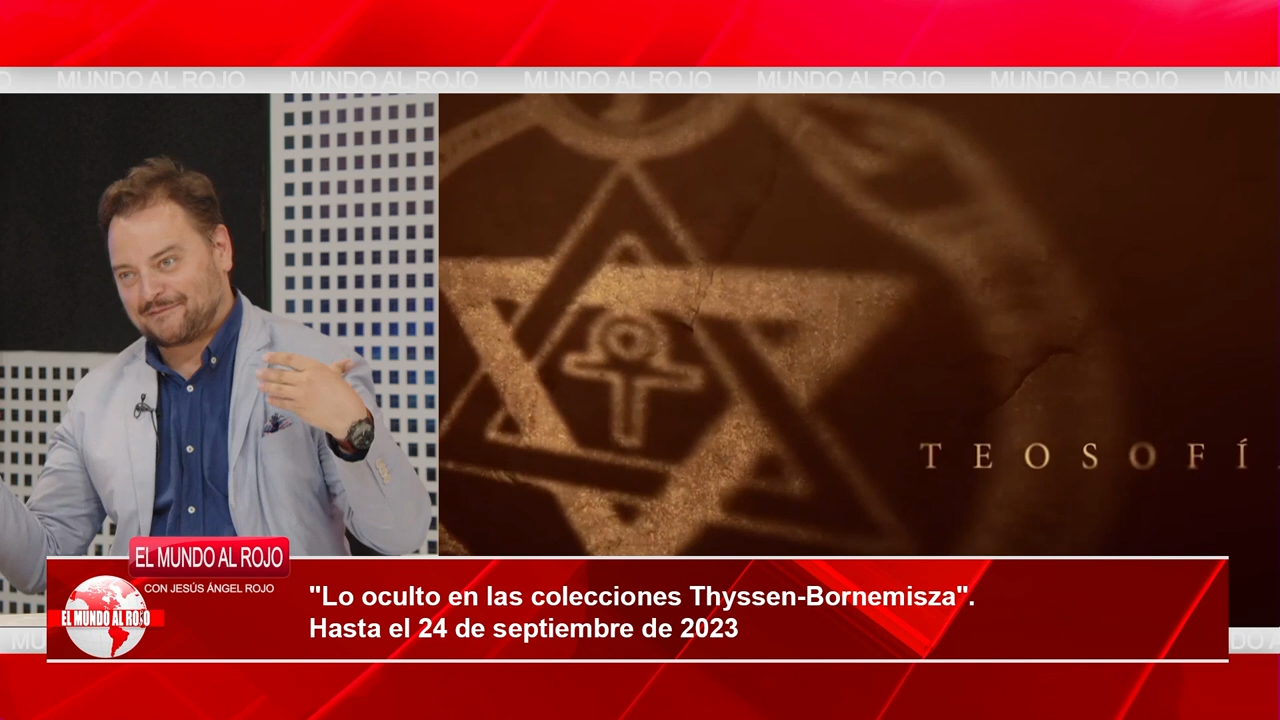 MUNDO AL ROJO MUNDO AL ROJO MUNDO AL ROJO MUNDO AL ROJO MUNDO AL ROJO
T E O S O F Í
EL MUNDO AL ROJO
CON JESÚS ÁNGEL ROJO
EL MUNDO AL ROJO
"Lo oculto en las colecciones Thyssen-Bornemisza".
Hasta el 24 de septiembre de 2023